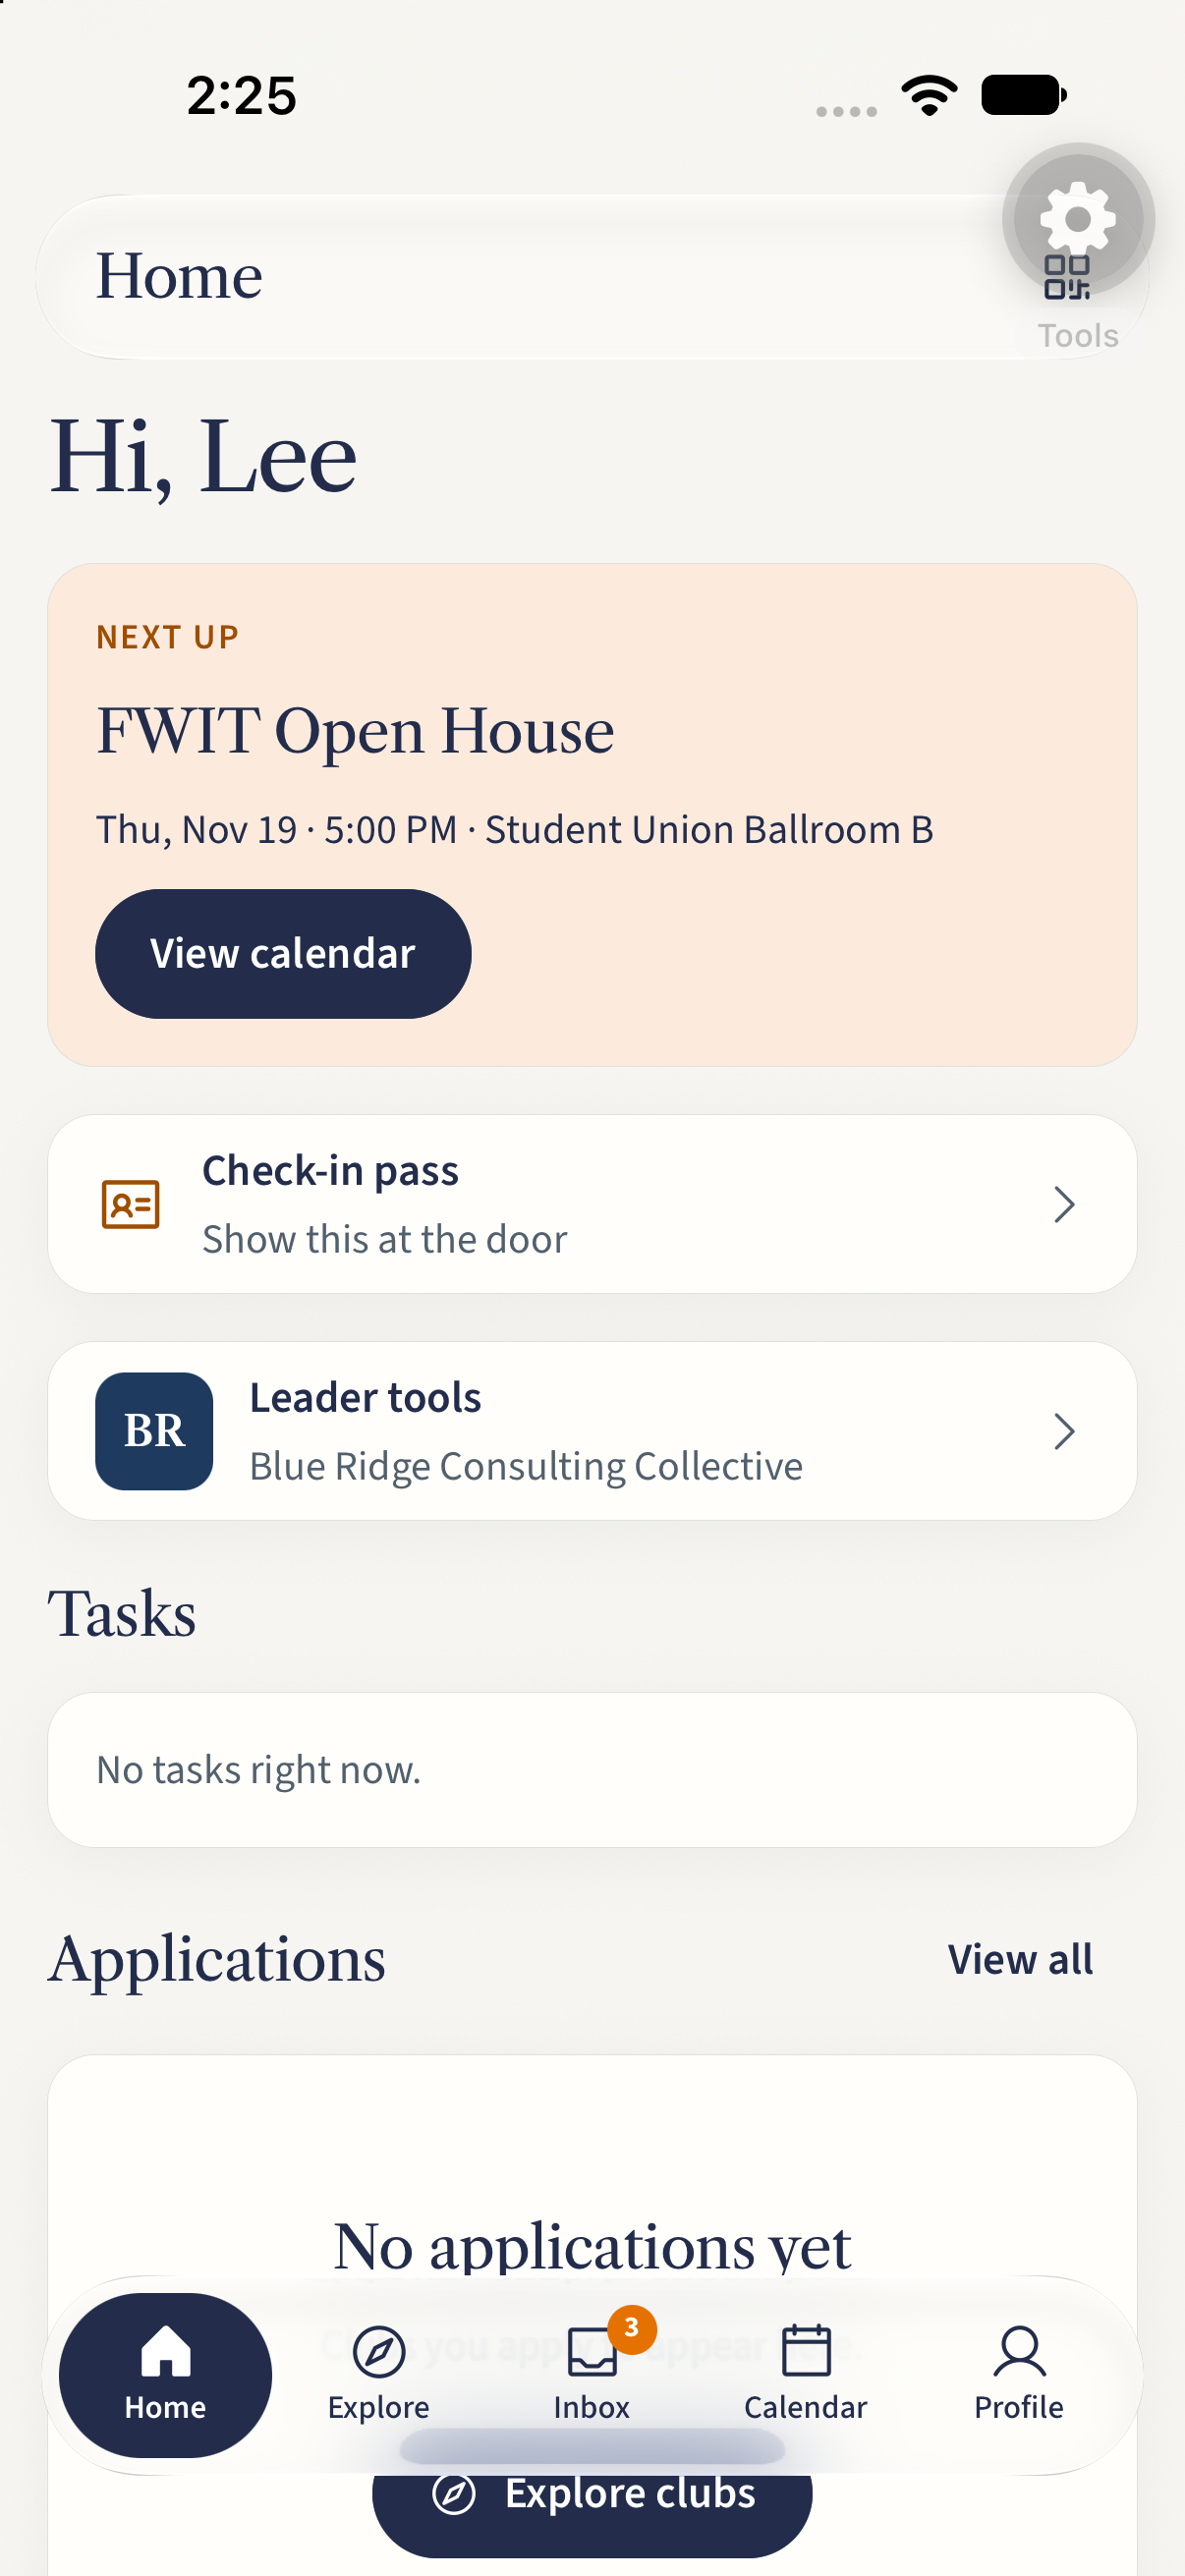 2:25
Home
Tools
Hi, Lee
NEXT UP
FWIT Open House
Thu, Nov 19 · 5:00 PM · Student Union Ballroom B
View calendar
Check-in pass
Show this at the door
BR
Leader tools
Blue Ridge Consulting Collective
Tasks
No tasks right now.
Applications
View all
No applications yet
you appear
3
Home
Explore
Inbox
Calendar
Profile
Explore clubs